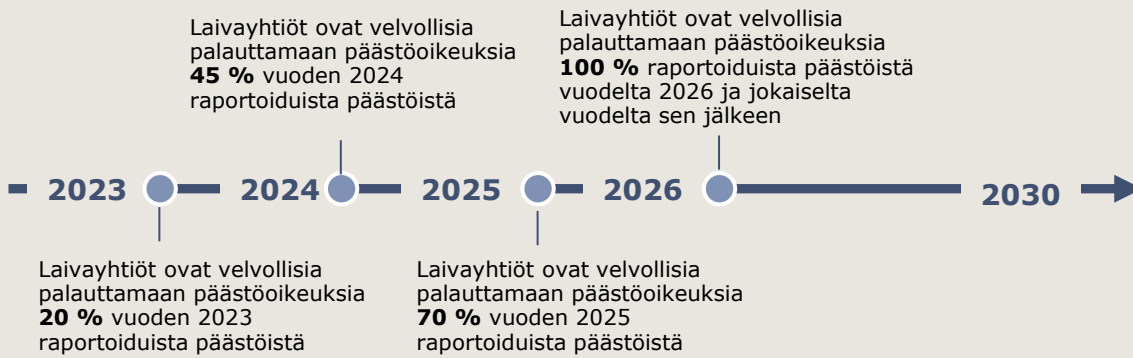 Laivayhtiöt ovat velvollisia
palauttamaan päästöoikeuksia
45 % vuoden 2024
raportoiduista päästöistä
Laivayhtiöt ovat velvollisia
palauttamaan päästöoikeuksia
100 % raportoiduista päästöistä
vuodelta 2026 ja jokaiselta
vuodelta sen jälkeen
2023 2024 2025 2026 2030
Laivayhtiöt ovat velvollisia
palauttamaan päästöoikeuksia
20 % vuoden 2023
raportoiduista päästöistä
Laivayhtiöt ovat velvollisia
palauttamaan päästöoikeuksia
70 % vuoden 2025
raportoiduista päästöistä